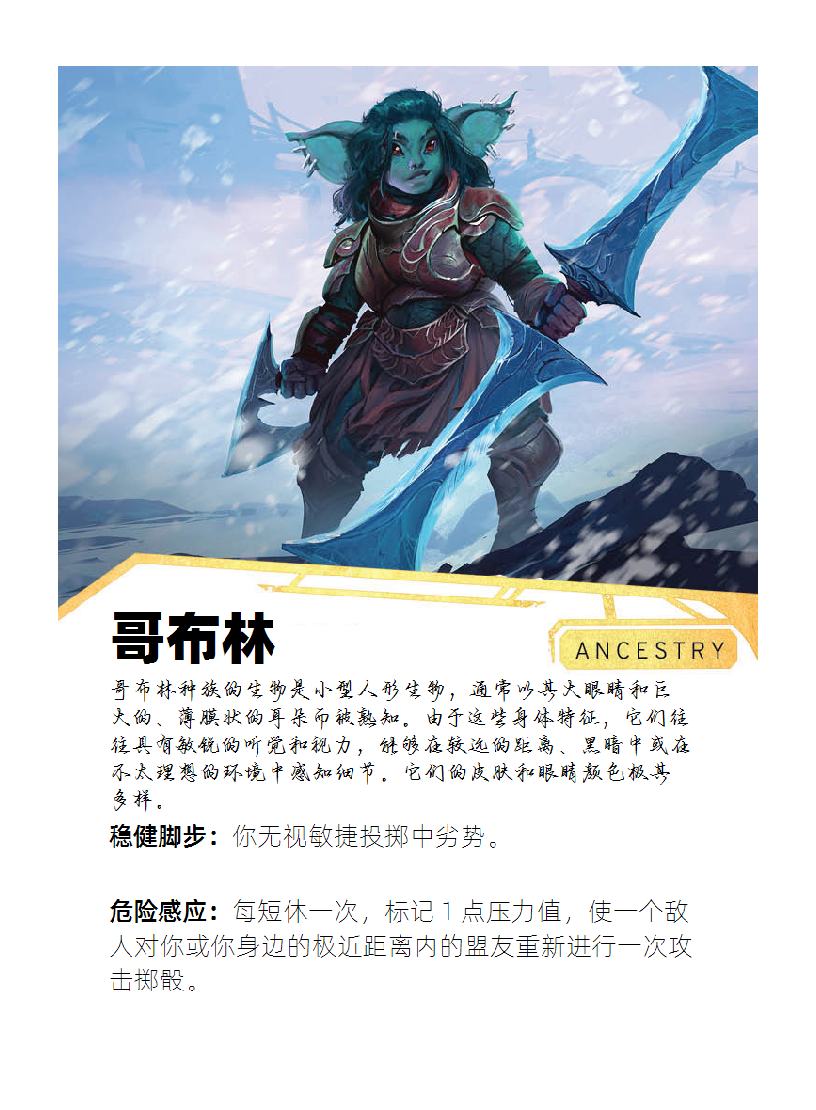 哥布林
ANCESTRY
哥布林种族的生物是小型人形生物，通常以其大眼睛和巨
大的、薄膜状的耳朵而被熟知。由于这些身体特征，它们往
往具有敏锐的听觉和视力，能够在较远的距离、黑暗中或在
不太理想的环境中感知细节。它们的皮肤和眼睛颜色极其
多样。
稳健脚步：你无视敏捷投掷中劣势。
危险感应：每短休一次，标记 1 点压力值，使一个敌
人对你或你身边的极近距离内的盟友重新进行一次攻
击掷骰。